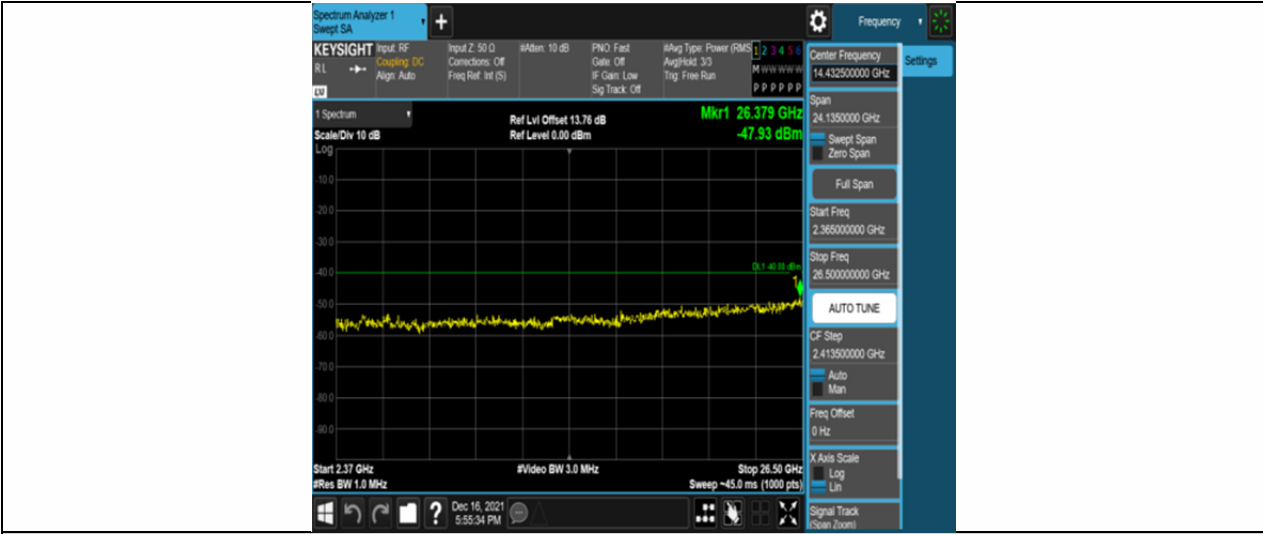 Spectrum Analyzer 1
Swept SA
Frequency
KEYSIGHT
Input: RF
Coupling: DC
Align: Auto
RL
LV
Input Z: 50 Ω
Corrections: Off
Freq Ref: Int (S)
#Atten: 10 dB
PNO: Fast
Gate: Off
IF Gain: Low
Sig Track: Off
#Avg Type: Power (RMS
Avg|Hold: 3/3
Trig: Free Run
1 2 3 4 5 6
M W W W W W
P P P P P P
1 Spectrum
Scale/Div 10 dB
Log
Ref Lvl Offset 13.76 dB
Ref Level 0.00 dBm
Mkr1 26.379 GHz
-47.93 dBm
-10.0
-20.0
-30.0
-40.0
-50.0
-60.0
-70.0
-80.0
-90.0
DL1 -40.00 dBm
1
Start 2.37 GHz
#Res BW 1.0 MHz
#Video BW 3.0 MHz
Stop 26.50 GHz
Sweep ~45.0 ms (1000 pts)
?
Dec 16, 2021
5:55:34 PM
Center Frequency
14.432500000 GHz
Settings
Span
24.1350000 GHz
Swept Span
Zero Span
Full Span
Start Freq
2.365000000 GHz
Stop Freq
26.500000000 GHz
AUTO TUNE
CF Step
2.413500000 GHz
Auto
Man
Freq Offset
0 Hz
X Axis Scale
Log
Lin
Signal Track
(Span Zoom)